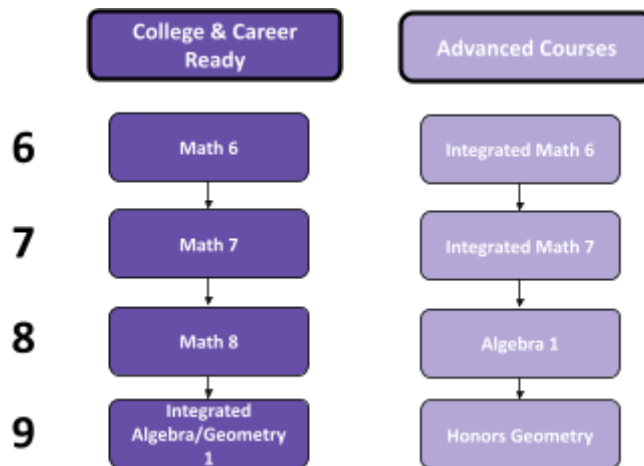 College & Career
Ready
Advanced Courses
6
Math 6
Integrated Math 6
7
Math 7
Integrated Math 7
8
Math 8
Algebra 1
9
Integrated
Algebra/Geometry
1
Honors Geometry